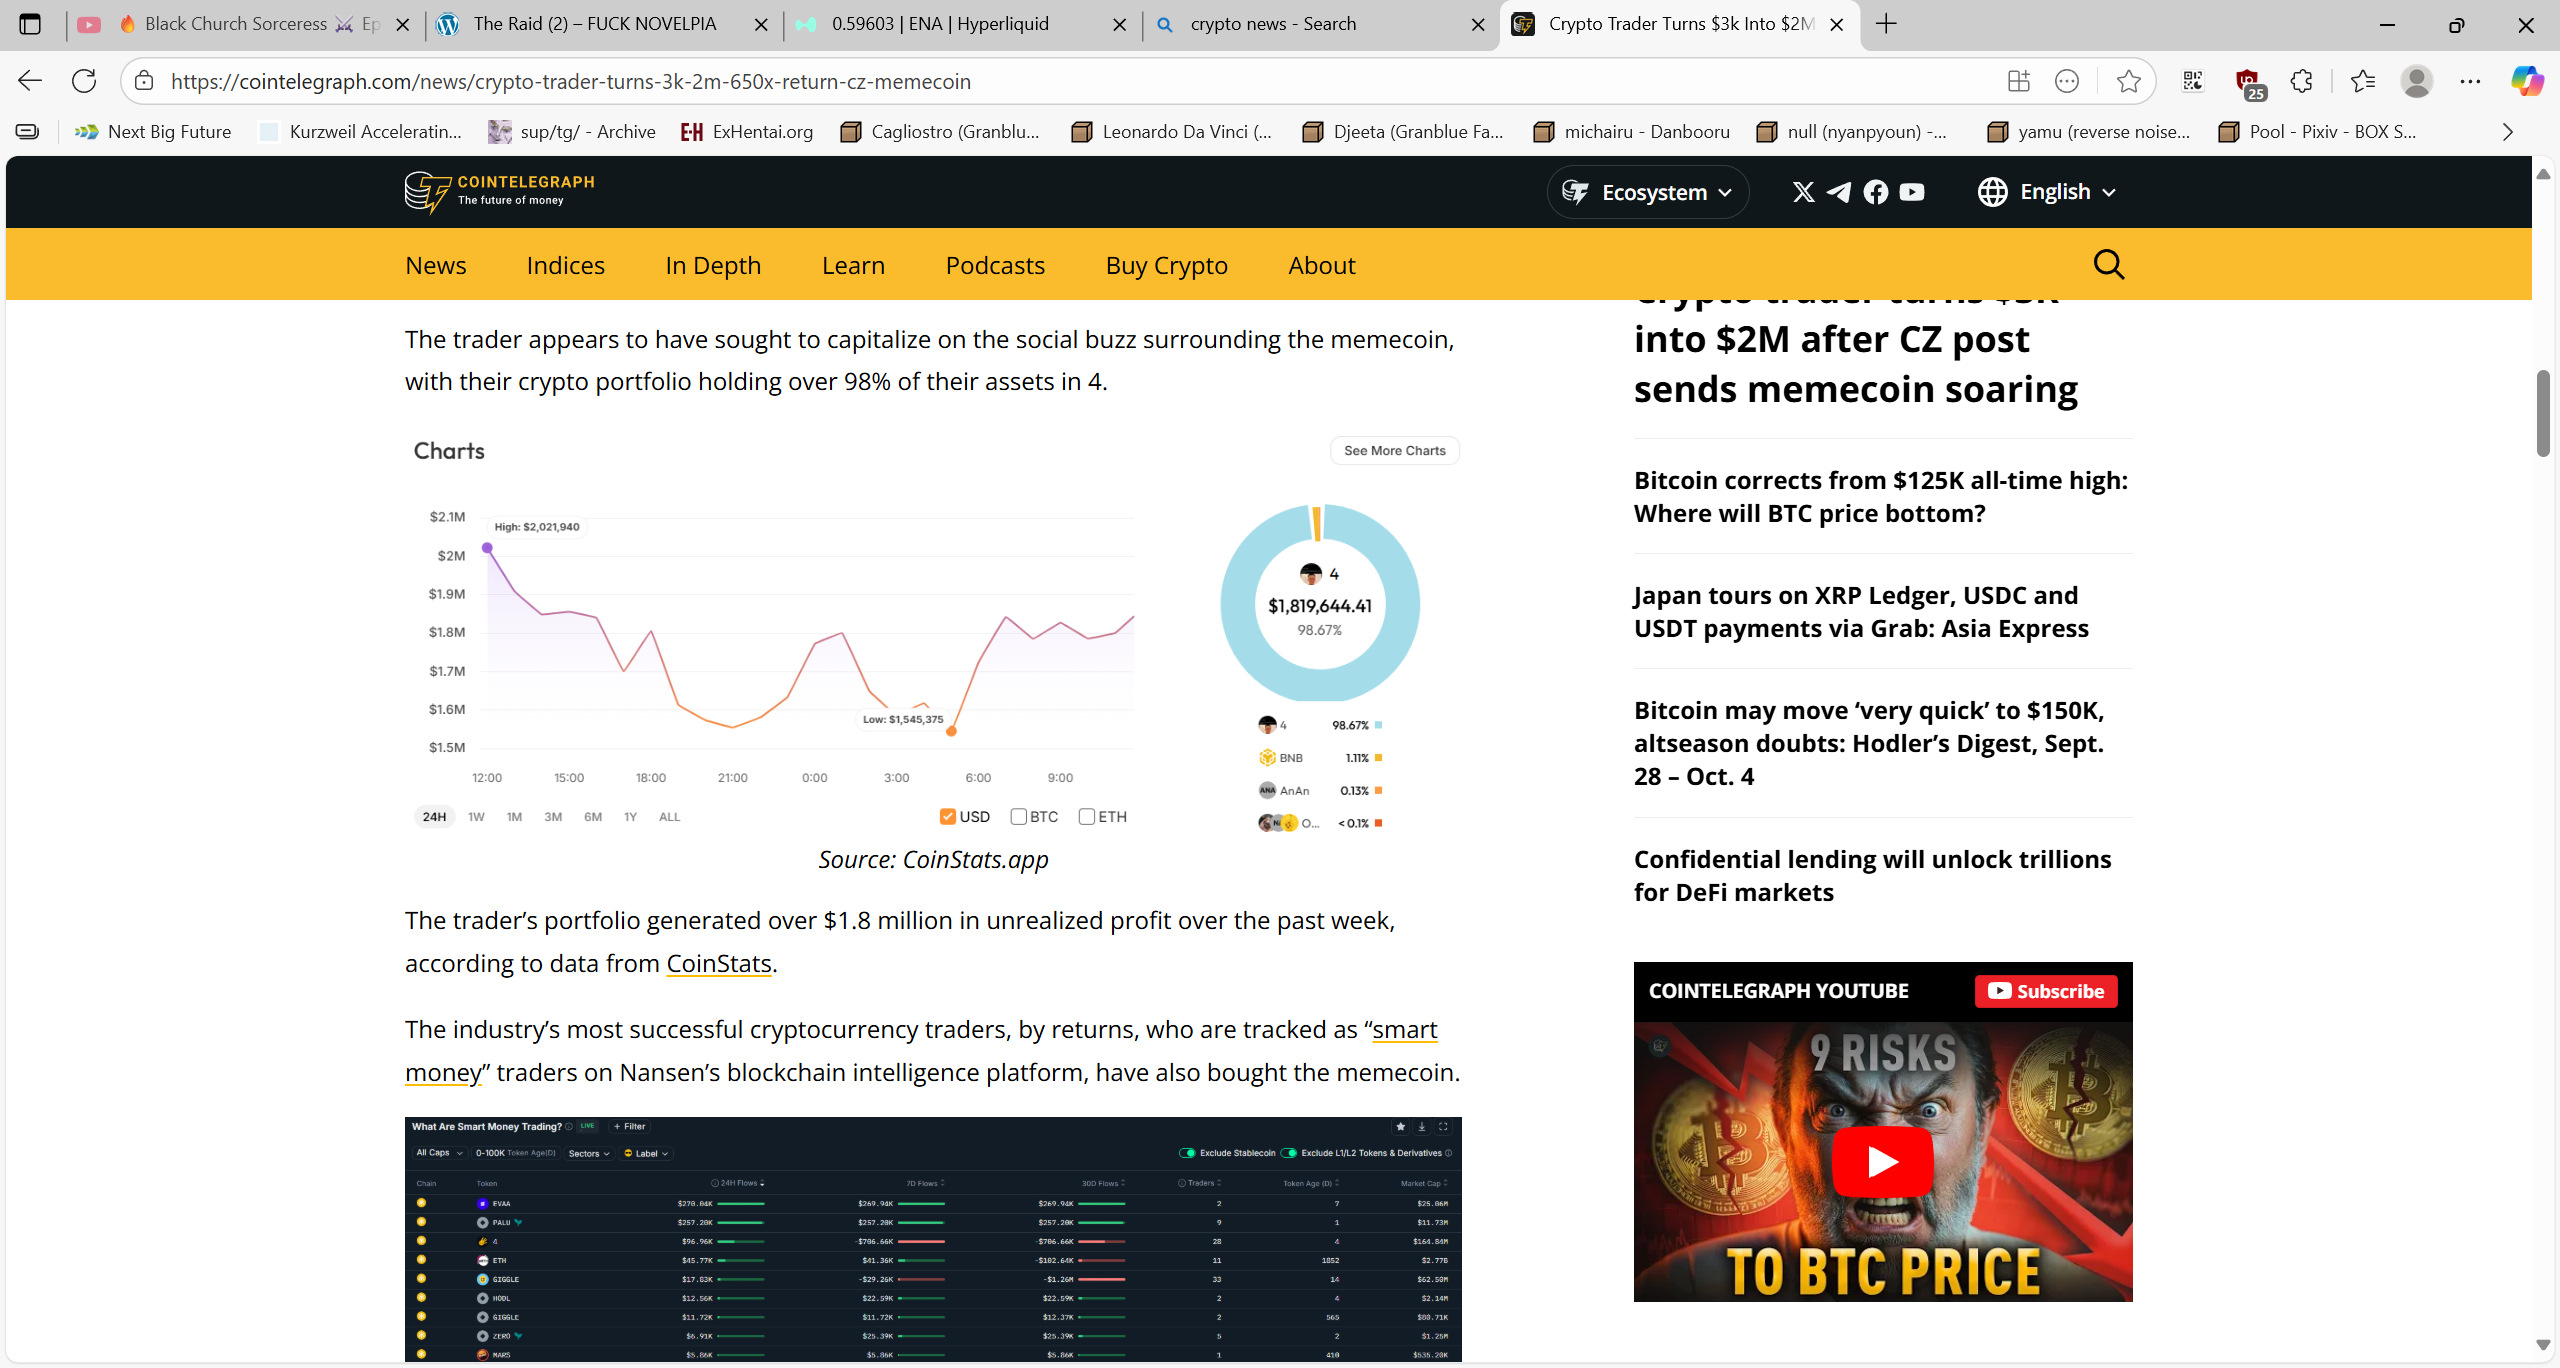 Black Church Sorceress ⚔ Ep
The Raid (2) – FUCK NOVELPIA
0.59603 | ENA | Hyperliquid
crypto news - Search
Crypto Trader Turns $3k Into $2M
https://cointelegraph.com/news/crypto-trader-turns-3k-2m-650x-return-cz-memecoin
25
Next Big Future
Kurzweil Acceleratin...
sup/tg/ - Archive
E-H ExHentai.org
Cagliostro (Granblu...
Leonardo Da Vinci (...
Djeeta (Granblue Fa...
michairu - Danbooru
null (nyanpyoun) -...
yamu (reverse noise...
Pool - Pixiv - BOX S...
COINTELEGRAPH
The future of money
Ecosystem
English
News
Indices
In Depth
Learn
Podcasts
Buy Crypto
About
The trader appears to have sought to capitalize on the social buzz surrounding the memecoin,
with their crypto portfolio holding over 98% of their assets in 4.
Charts
See More Charts
$2.1M
$2M
$1.9M
$1.8M
$1.7M
$1.6M
$1.5M
High: $2,021,940
Low: $1,545,375
12:00 15:00 18:00 21:00 0:00 3:00 6:00 9:00
24H 1W 1M 3M 6M 1Y ALL
USD BTC ETH
4
$1,819,644.41
98.67%
4 98.67%
BNB 1.11%
ANA AnAn 0.13%
O... <0.1%
Source: CoinStats.app
The trader’s portfolio generated over $1.8 million in unrealized profit over the past week,
according to data from CoinStats.
The industry’s most successful cryptocurrency traders, by returns, who are tracked as “smart
money” traders on Nansen’s blockchain intelligence platform, have also bought the memecoin.
What Are Smart Money Trading? LIVE + Filter
All Caps 0-100K Token Age(D) Sectors Label
Exclude Stablecoin Exclude L1/L2 Tokens & Derivatives
Chain Token 24H Flows 7D Flows 30D Flows Traders Token Age (D) Market Cap
EVAA $270.04K $269.94K $269.94K 2 7 $25.06M
PALU $257.20K $257.20K $257.20K 9 1 $11.73M
4 $96.96K -$706.66K -$706.66K 28 4 $164.84M
ETH $45.77K $41.36K -$102.64K 11 1852 $2.77B
GIGGLE $17.83K -$29.26K -$1.26M 33 14 $62.50M
HODL $12.56K $22.59K $22.59K 2 4 $2.14M
GIGGLE $11.72K $11.72K $12.37K 2 565 $80.71K
ZERO $6.91K $25.39K $25.39K 5 2 $1.25M
MARS $5.86K $5.86K $5.86K 1 410 $535.20K
Crypto trader turns $3K
into $2M after CZ post
sends memecoin soaring
Bitcoin corrects from $125K all-time high:
Where will BTC price bottom?
Japan tours on XRP Ledger, USDC and
USDT payments via Grab: Asia Express
Bitcoin may move ‘very quick’ to $150K,
altseason doubts: Hodler’s Digest, Sept.
28 – Oct. 4
Confidential lending will unlock trillions
for DeFi markets
COINTELEGRAPH YOUTUBE
Subscribe
9 RISKS
TO BTC PRICE